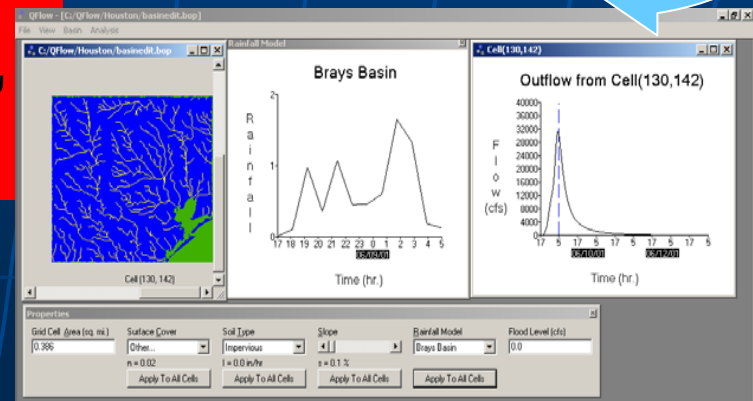 QFlow - [C:/QFlow/Houston/basinedit.bop]
File View Basin Analysis
C:/QFlow/Houston/basinedit.bop
Cell (130, 142)
Rainfall Model
Brays Basin
Rainfall
2
1
17 18 19 20 21 22 23 0 1 2 3 4 5
06/09/01
Time (hr.)
Cell(130,142)
Outflow from Cell(130,142)
Flow
(cfs)
40000
36000
32000
28000
24000
20000
16000
12000
8000
4000
0
17 5 17 5 17 5 17 5 17 5
06/10/01 06/12/01
Time (hr.)
Properties
Grid Cell Area (sq. mi.) Surface Cover Soil Type Slope Rainfall Model Flood Level (cfs)
0.386 Other... Impervious Brays Basin 0.0
n = 0.02 I = 0.0 in/hr s = 0.1 %
Apply To All Cells Apply To All Cells Apply To All Cells Apply To All Cells